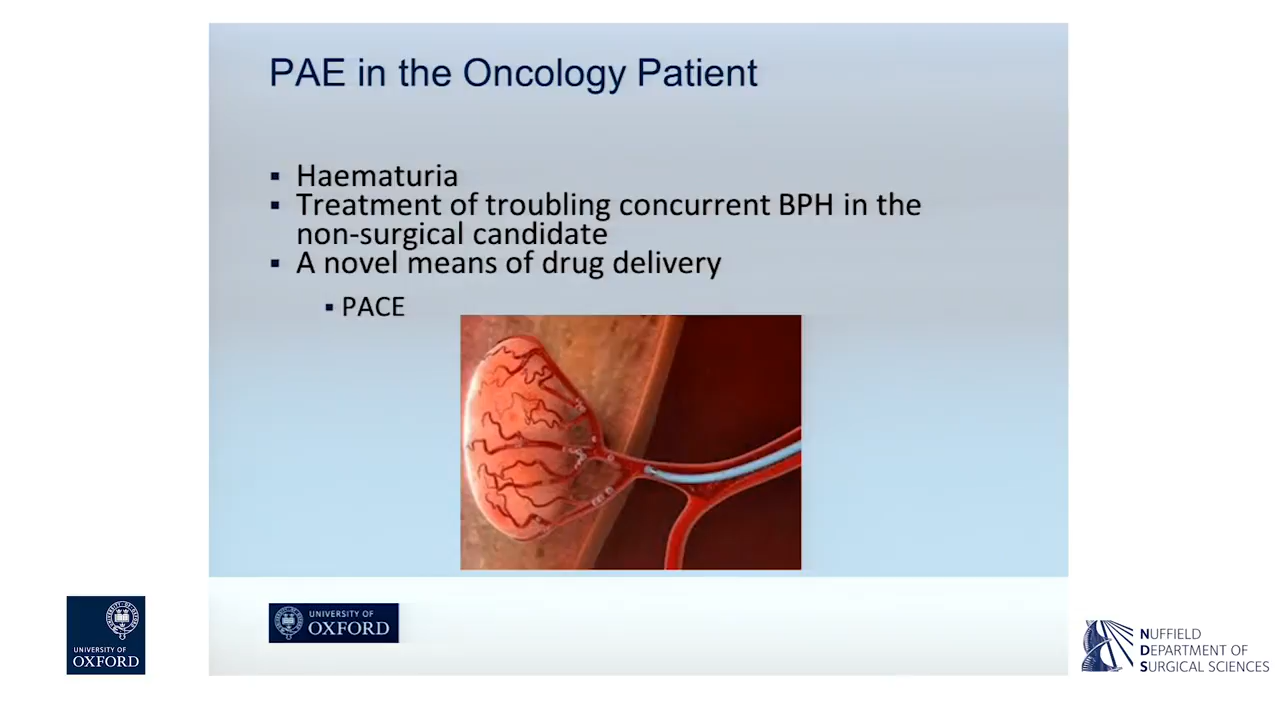 PAE in the Oncology Patient
▪ Haematuria
▪ Treatment of troubling concurrent BPH in the
non-surgical candidate
▪ A novel means of drug delivery
▪ PACE
UNIVERSITY OF
OXFORD
UNIVERSITY OF
OXFORD
NUFFIELD
DEPARTMENT OF
SURGICAL SCIENCES